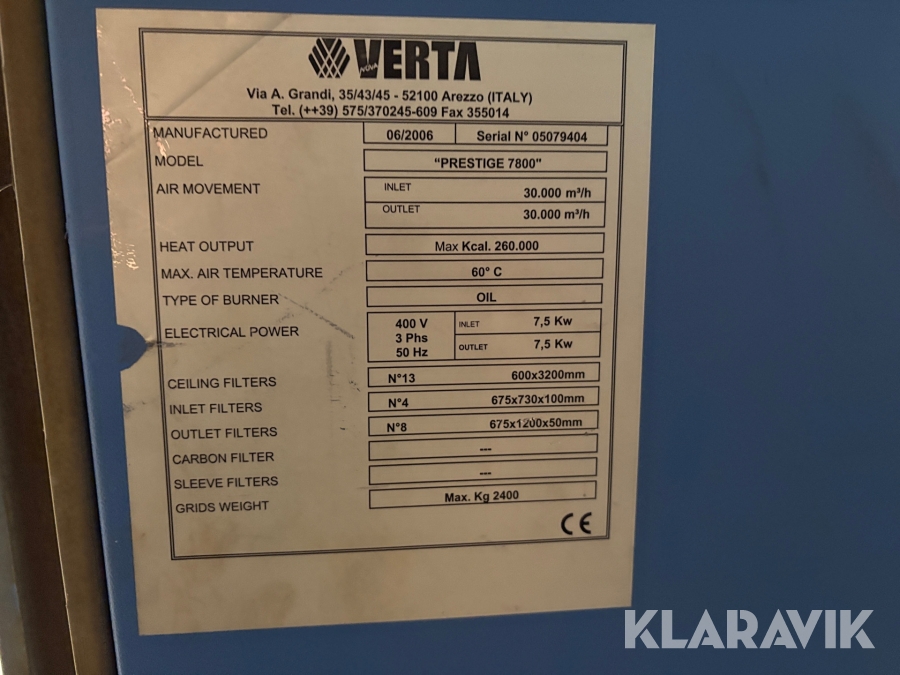 NOVA VERTA
Via A. Grandi, 35/43/45 - 52100 Arezzo (ITALY)
Tel. (++39) 575/370245-609 Fax 355014
MANUFACTURED 06/2006 Serial N° 05079404
MODEL "PRESTIGE 7800"
AIR MOVEMENT INLET 30.000 m³/h
OUTLET 30.000 m³/h
HEAT OUTPUT Max Kcal. 260.000
MAX. AIR TEMPERATURE 60° C
TYPE OF BURNER OIL
ELECTRICAL POWER 400 V INLET 7,5 Kw
3 Phs
50 Hz OUTLET 7,5 Kw
CEILING FILTERS N°13 600x3200mm
INLET FILTERS N°4 675x730x100mm
OUTLET FILTERS N°8 675x1200x50mm
CARBON FILTER ---
SLEEVE FILTERS ---
GRIDS WEIGHT Max. Kg 2400
CE
KLARAVIK